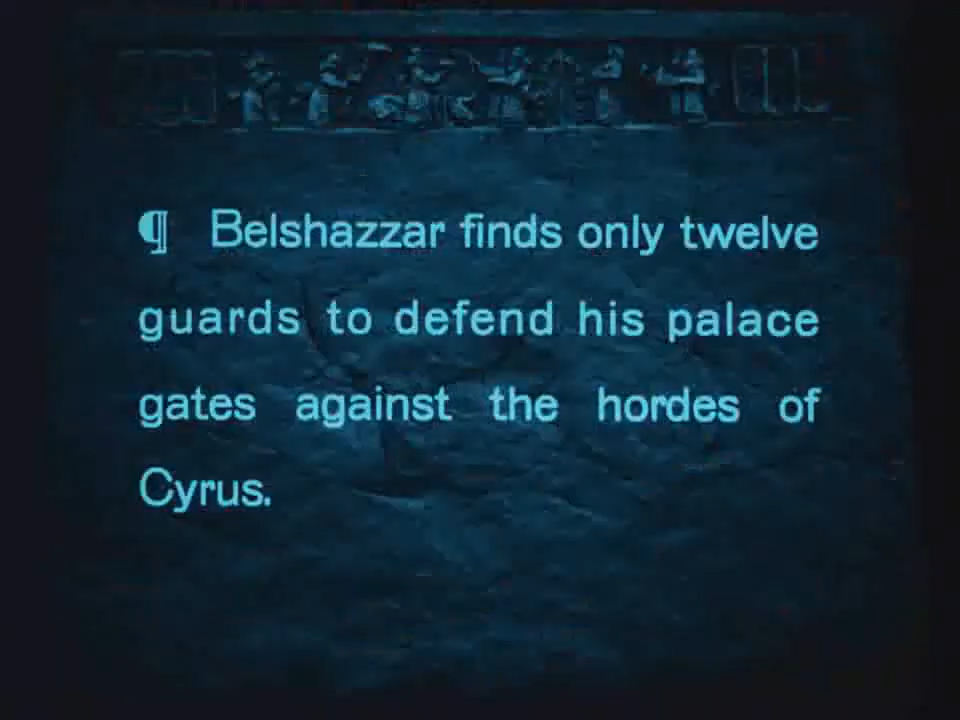 ¶ Belshazzar finds only twelve
guards to defend his palace
gates against the hordes of
Cyrus.